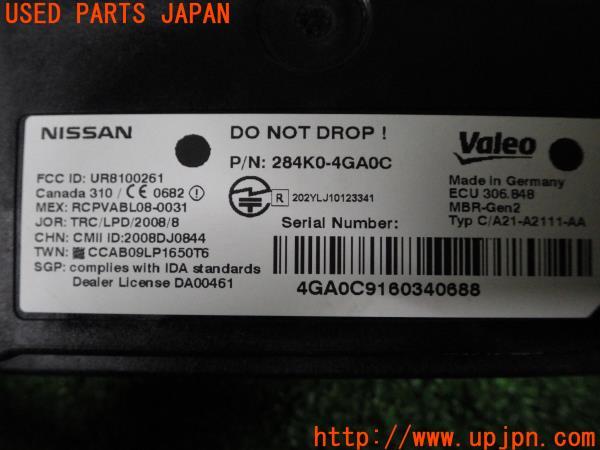 USED PARTS JAPAN
NISSAN
DO NOT DROP !
Valeo
P/N: 284K0-4GA0C
FCC ID: UR8100261
Canada 310 / CE 0682 !
MEX: RCPVABL08-0031
JOR: TRC/LPD/2008/8
CHN: CMII ID:2008DJ0844
TWN: CCAB09LP1650T6
SGP: complies with IDA standards
Dealer License DA00461
R 202YLJ10123341
Made in Germany
ECU 306.848
MBR-Gen2
Typ C/A21-A2111-AA
Serial Number:
4GA0C9160340688
http://www.upjpn.com/